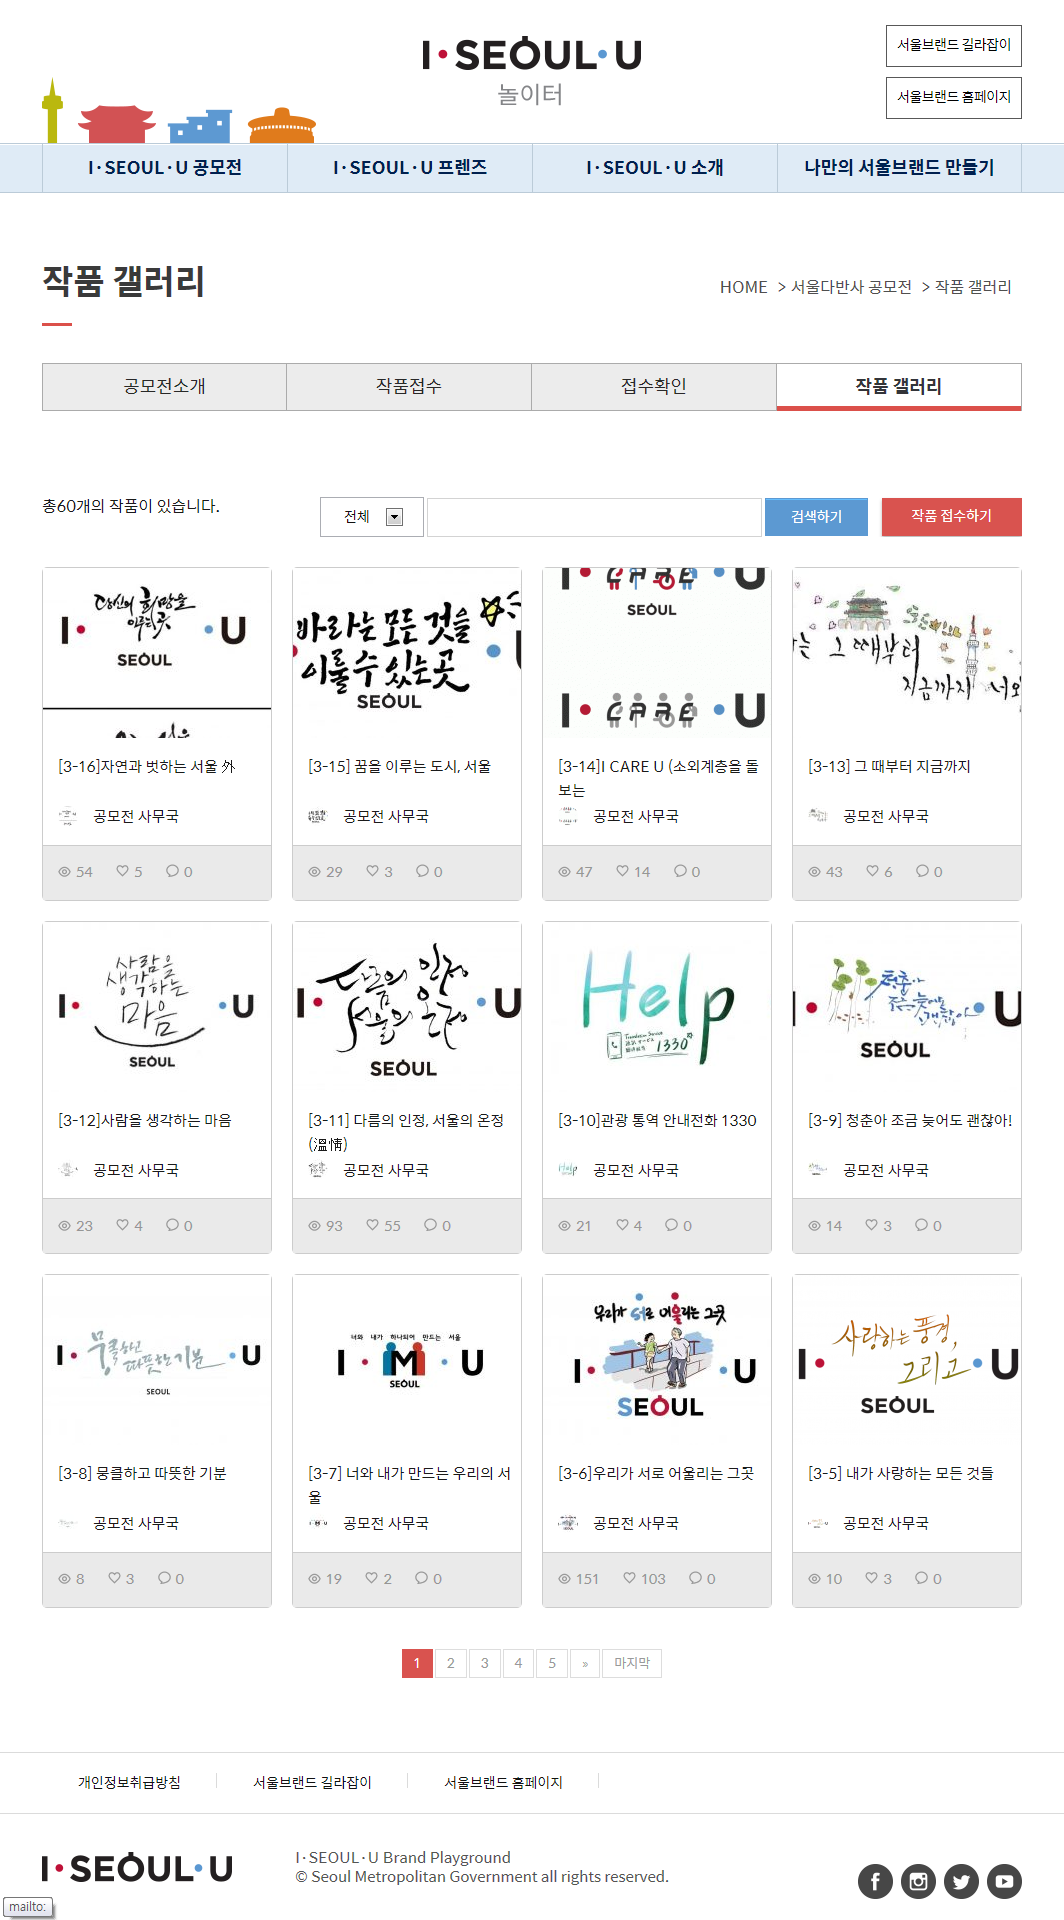 I·SEOUL·U
놀이터
서울브랜드 길라잡이
서울브랜드 홈페이지
I·SEOUL·U 공모전
I·SEOUL·U 프렌즈
I·SEOUL·U 소개
나만의 서울브랜드 만들기
작품 갤러리
HOME > 서울다반사 공모전 > 작품 갤러리
공모전소개
작품접수
접수확인
작품 갤러리
총60개의 작품이 있습니다.
전체
검색하기
작품 접수하기
당신의 희망을
이루는 곳
I· ·U
SEOUL
[3-16]자연과 벗하는 서울 外
공모전 사무국
54 5 0
바라는 모든 것을
이룰 수 있는 곳
SEOUL
[3-15] 꿈을 이루는 도시, 서울
공모전 사무국
29 3 0
I·CARE·U
SEOUL
I·CARE·U
[3-14]I CARE U (소외계층을 돌
보는
공모전 사무국
47 14 0
는 그 때부터
지금까지 너와
[3-13] 그 때부터 지금까지
공모전 사무국
43 6 0
사람을
생각하는
마음
I· ·U
SEOUL
[3-12]사람을 생각하는 마음
공모전 사무국
23 4 0
다름의 인정
서울의 온정
I· ·U
SEOUL
[3-11] 다름의 인정, 서울의 온정
(溫情)
공모전 사무국
93 55 0
Help
1330
[3-10]관광 통역 안내전화 1330
공모전 사무국
21 4 0
청춘아
조금 늦어도
괜찮아
I· ·U
SEOUL
[3-9] 청춘아 조금 늦어도 괜찮아!
공모전 사무국
14 3 0
뭉클하고
따뜻한 기분
I· ·U
SEOUL
[3-8] 뭉클하고 따뜻한 기분
공모전 사무국
8 3 0
너와 내가 하나되어 만드는 서울
I·M·U
SEOUL
[3-7] 너와 내가 만드는 우리의 서
울
공모전 사무국
19 2 0
우리가 서로 어울리는 그곳
I· ·U
SEOUL
[3-6]우리가 서로 어울리는 그곳
공모전 사무국
151 103 0
사랑하는 풍경,
그리고
I· ·U
SEOUL
[3-5] 내가 사랑하는 모든 것들
공모전 사무국
10 3 0
1 2 3 4 5 » 마지막
개인정보취급방침
서울브랜드 길라잡이
서울브랜드 홈페이지
I·SEOUL·U
I·SEOUL·U Brand Playground
© Seoul Metropolitan Government all rights reserved.
mailto: